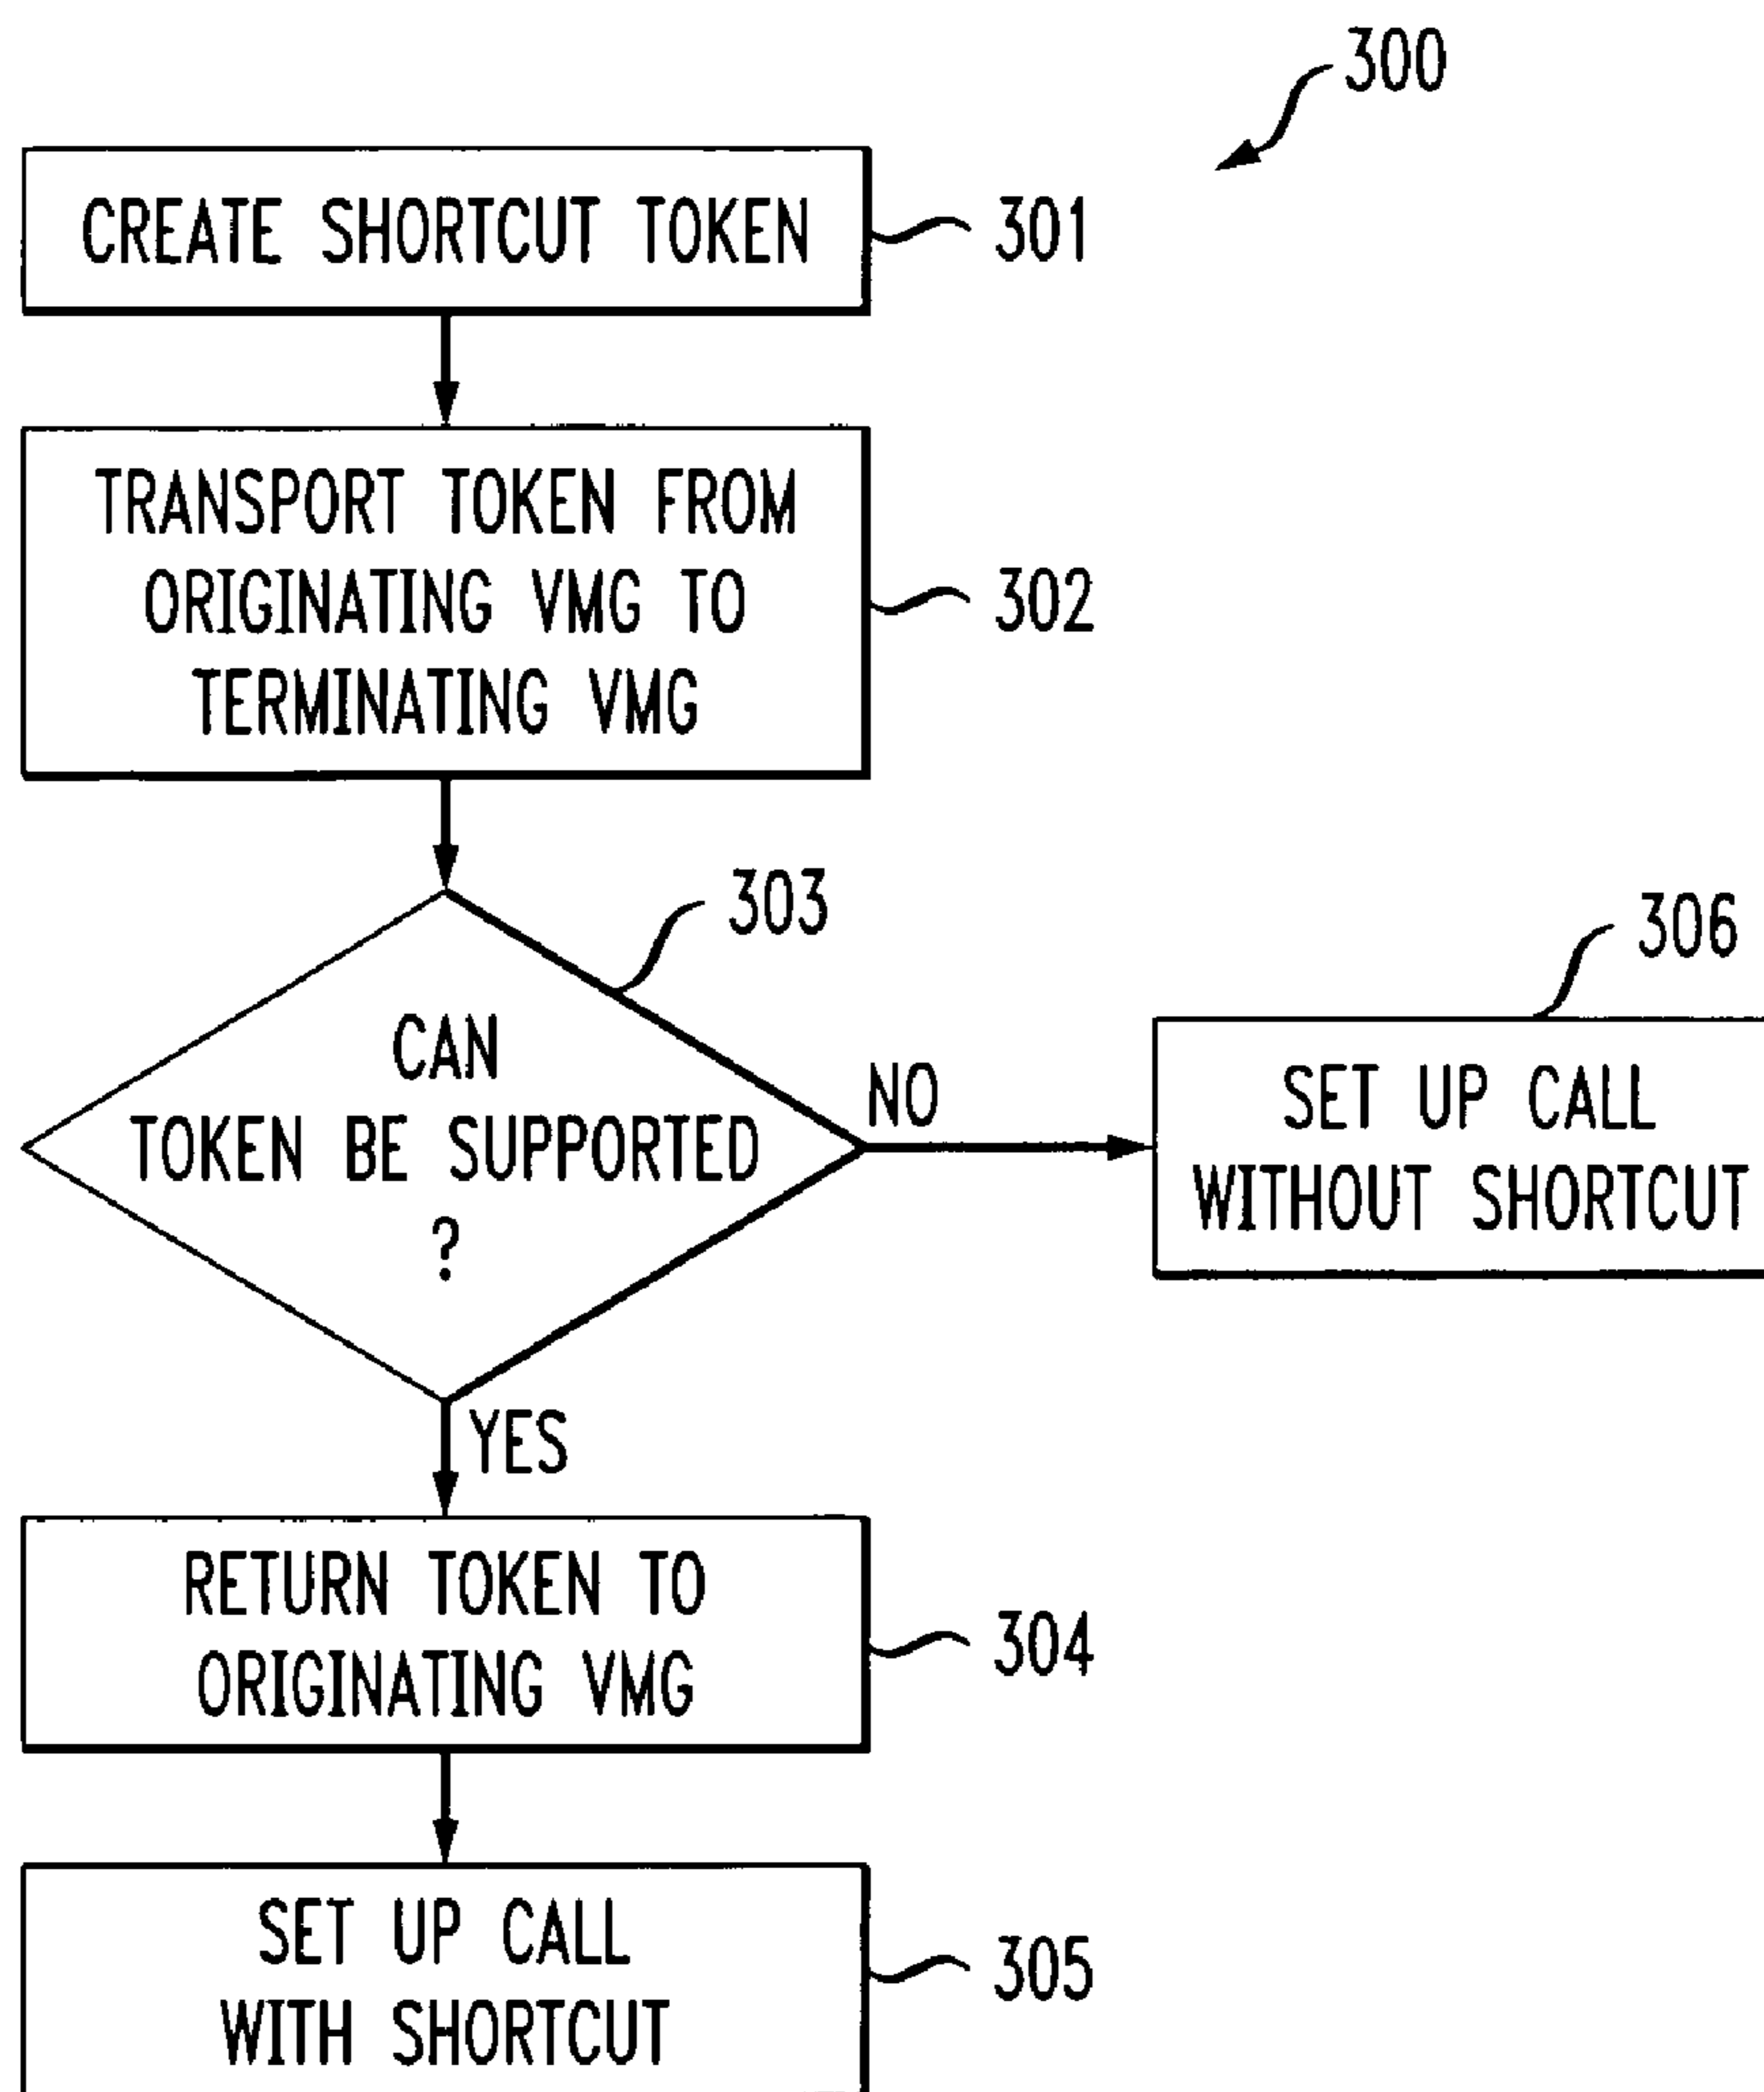 300
CREATE SHORTCUT TOKEN
301
TRANSPORT TOKEN FROM
ORIGINATING VMG TO
TERMINATING VMG
302
303
CAN
TOKEN BE SUPPORTED
?
NO
306
SET UP CALL
WITHOUT SHORTCUT
YES
RETURN TOKEN TO
ORIGINATING VMG
304
SET UP CALL
WITH SHORTCUT
305